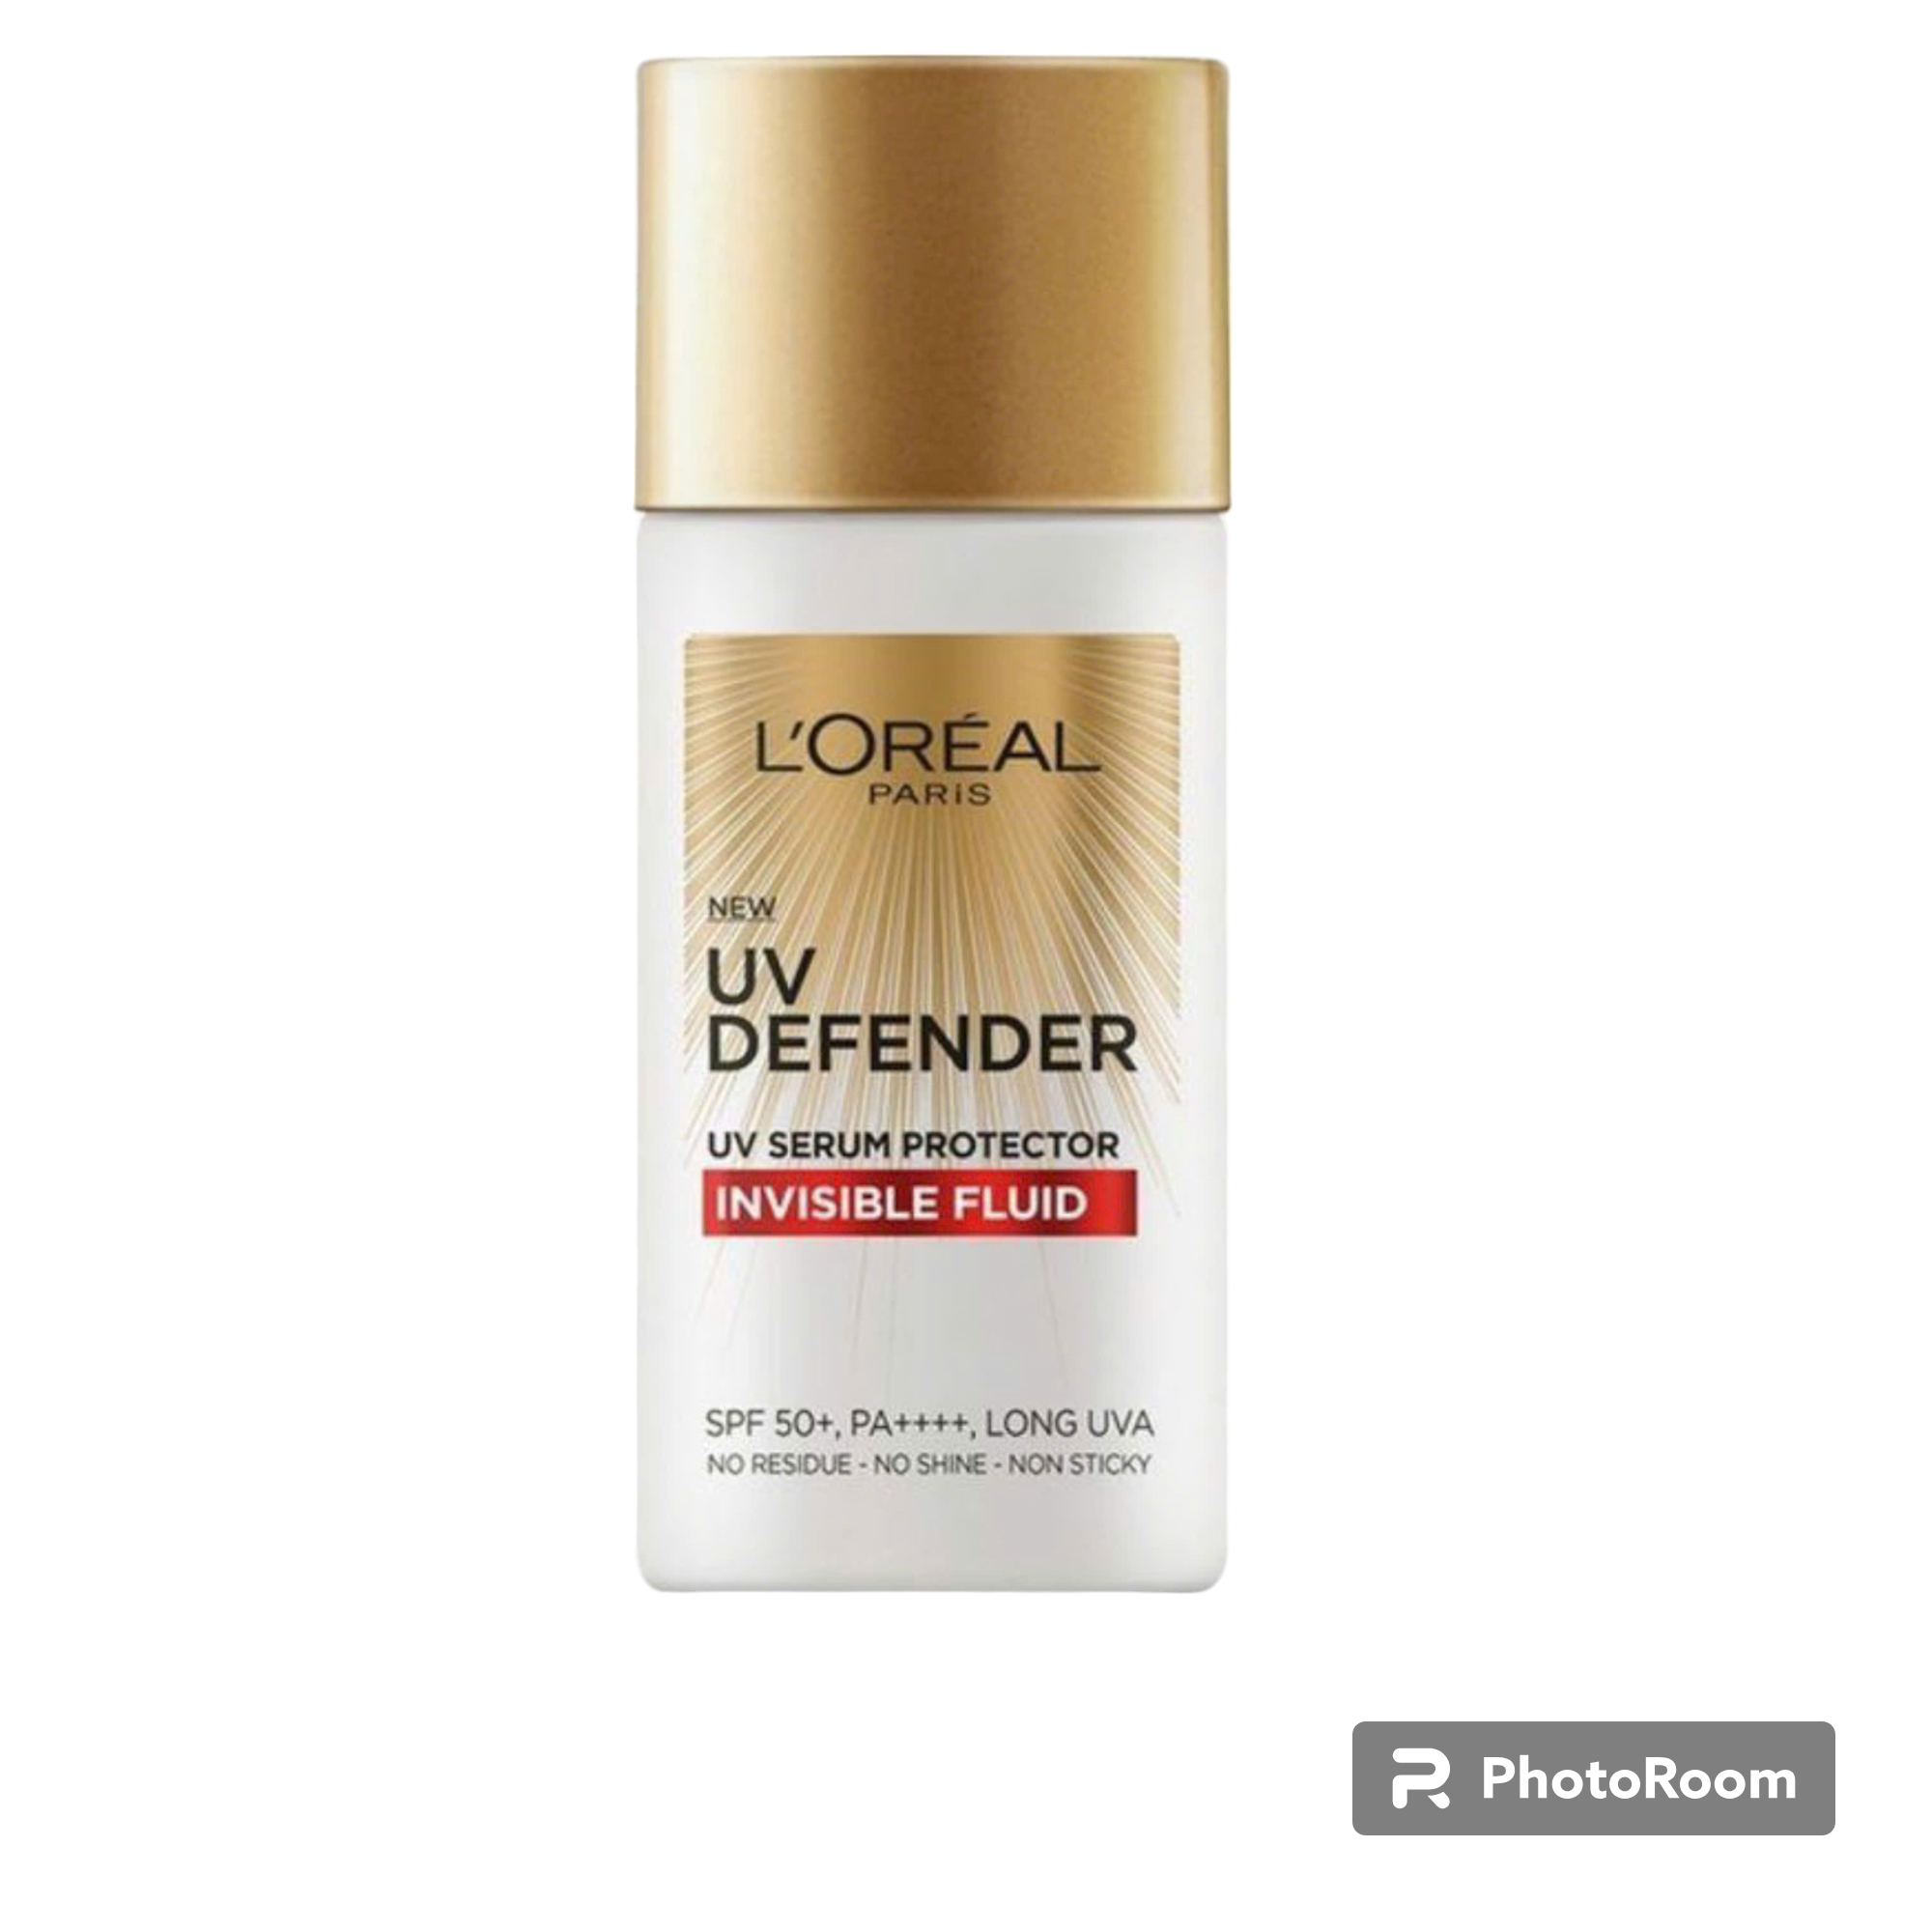 L'ORÉAL
PARiS
NEW
UV
DEFENDER
UV SERUM PROTECTOR
INVISIBLE FLUID
SPF 50+, PA++++, LONG UVA
NO RESIDUE - NO SHINE - NON STICKY
PhotoRoom